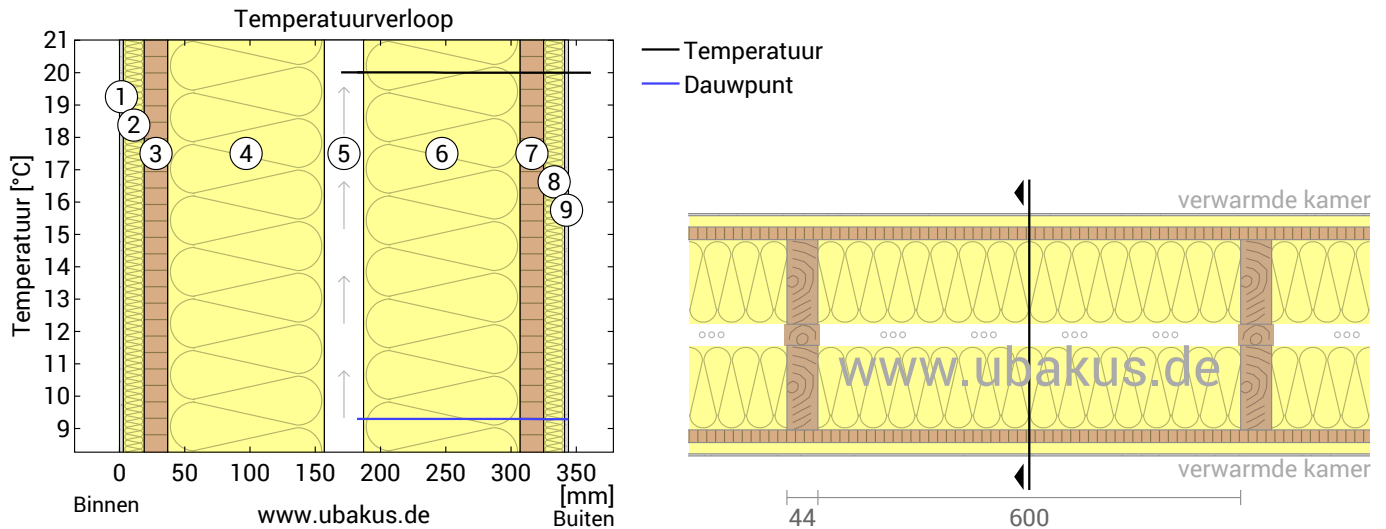 Temperatuurverloop
Temperatuur [°C]
21
20
19
18
17
16
15
14
13
12
11
10
9
1
2
3
4
5
6
7
8
9
0 50 100 150 200 250 300 350
[mm]
Binnen
www.ubakus.de
Buiten
Temperatuur
Dauwpunt
verwarmde kamer
www.ubakus.de
verwarmde kamer
44 600